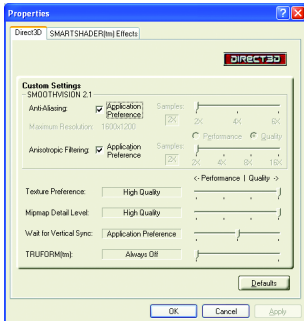 Properties
Direct3D SMARTSHADER(tm) Effects
DIRECT3D
Custom Settings
SMOOTHVISION 2.1
Anti-Aliasing: Application Preference Samples:
2X 2X 4X 6X
Maximum Resolution: 1600x1200
Performance Quality
Anisotropic Filtering: Application Preference Samples:
2X 2X 4X 8X 16X
<- Performance | Quality ->
Texture Preference: High Quality
Mipmap Detail Level: High Quality
Wait for Vertical Sync: Application Preference
TRUFORM(tm): Always Off
Defaults
OK Cancel Apply